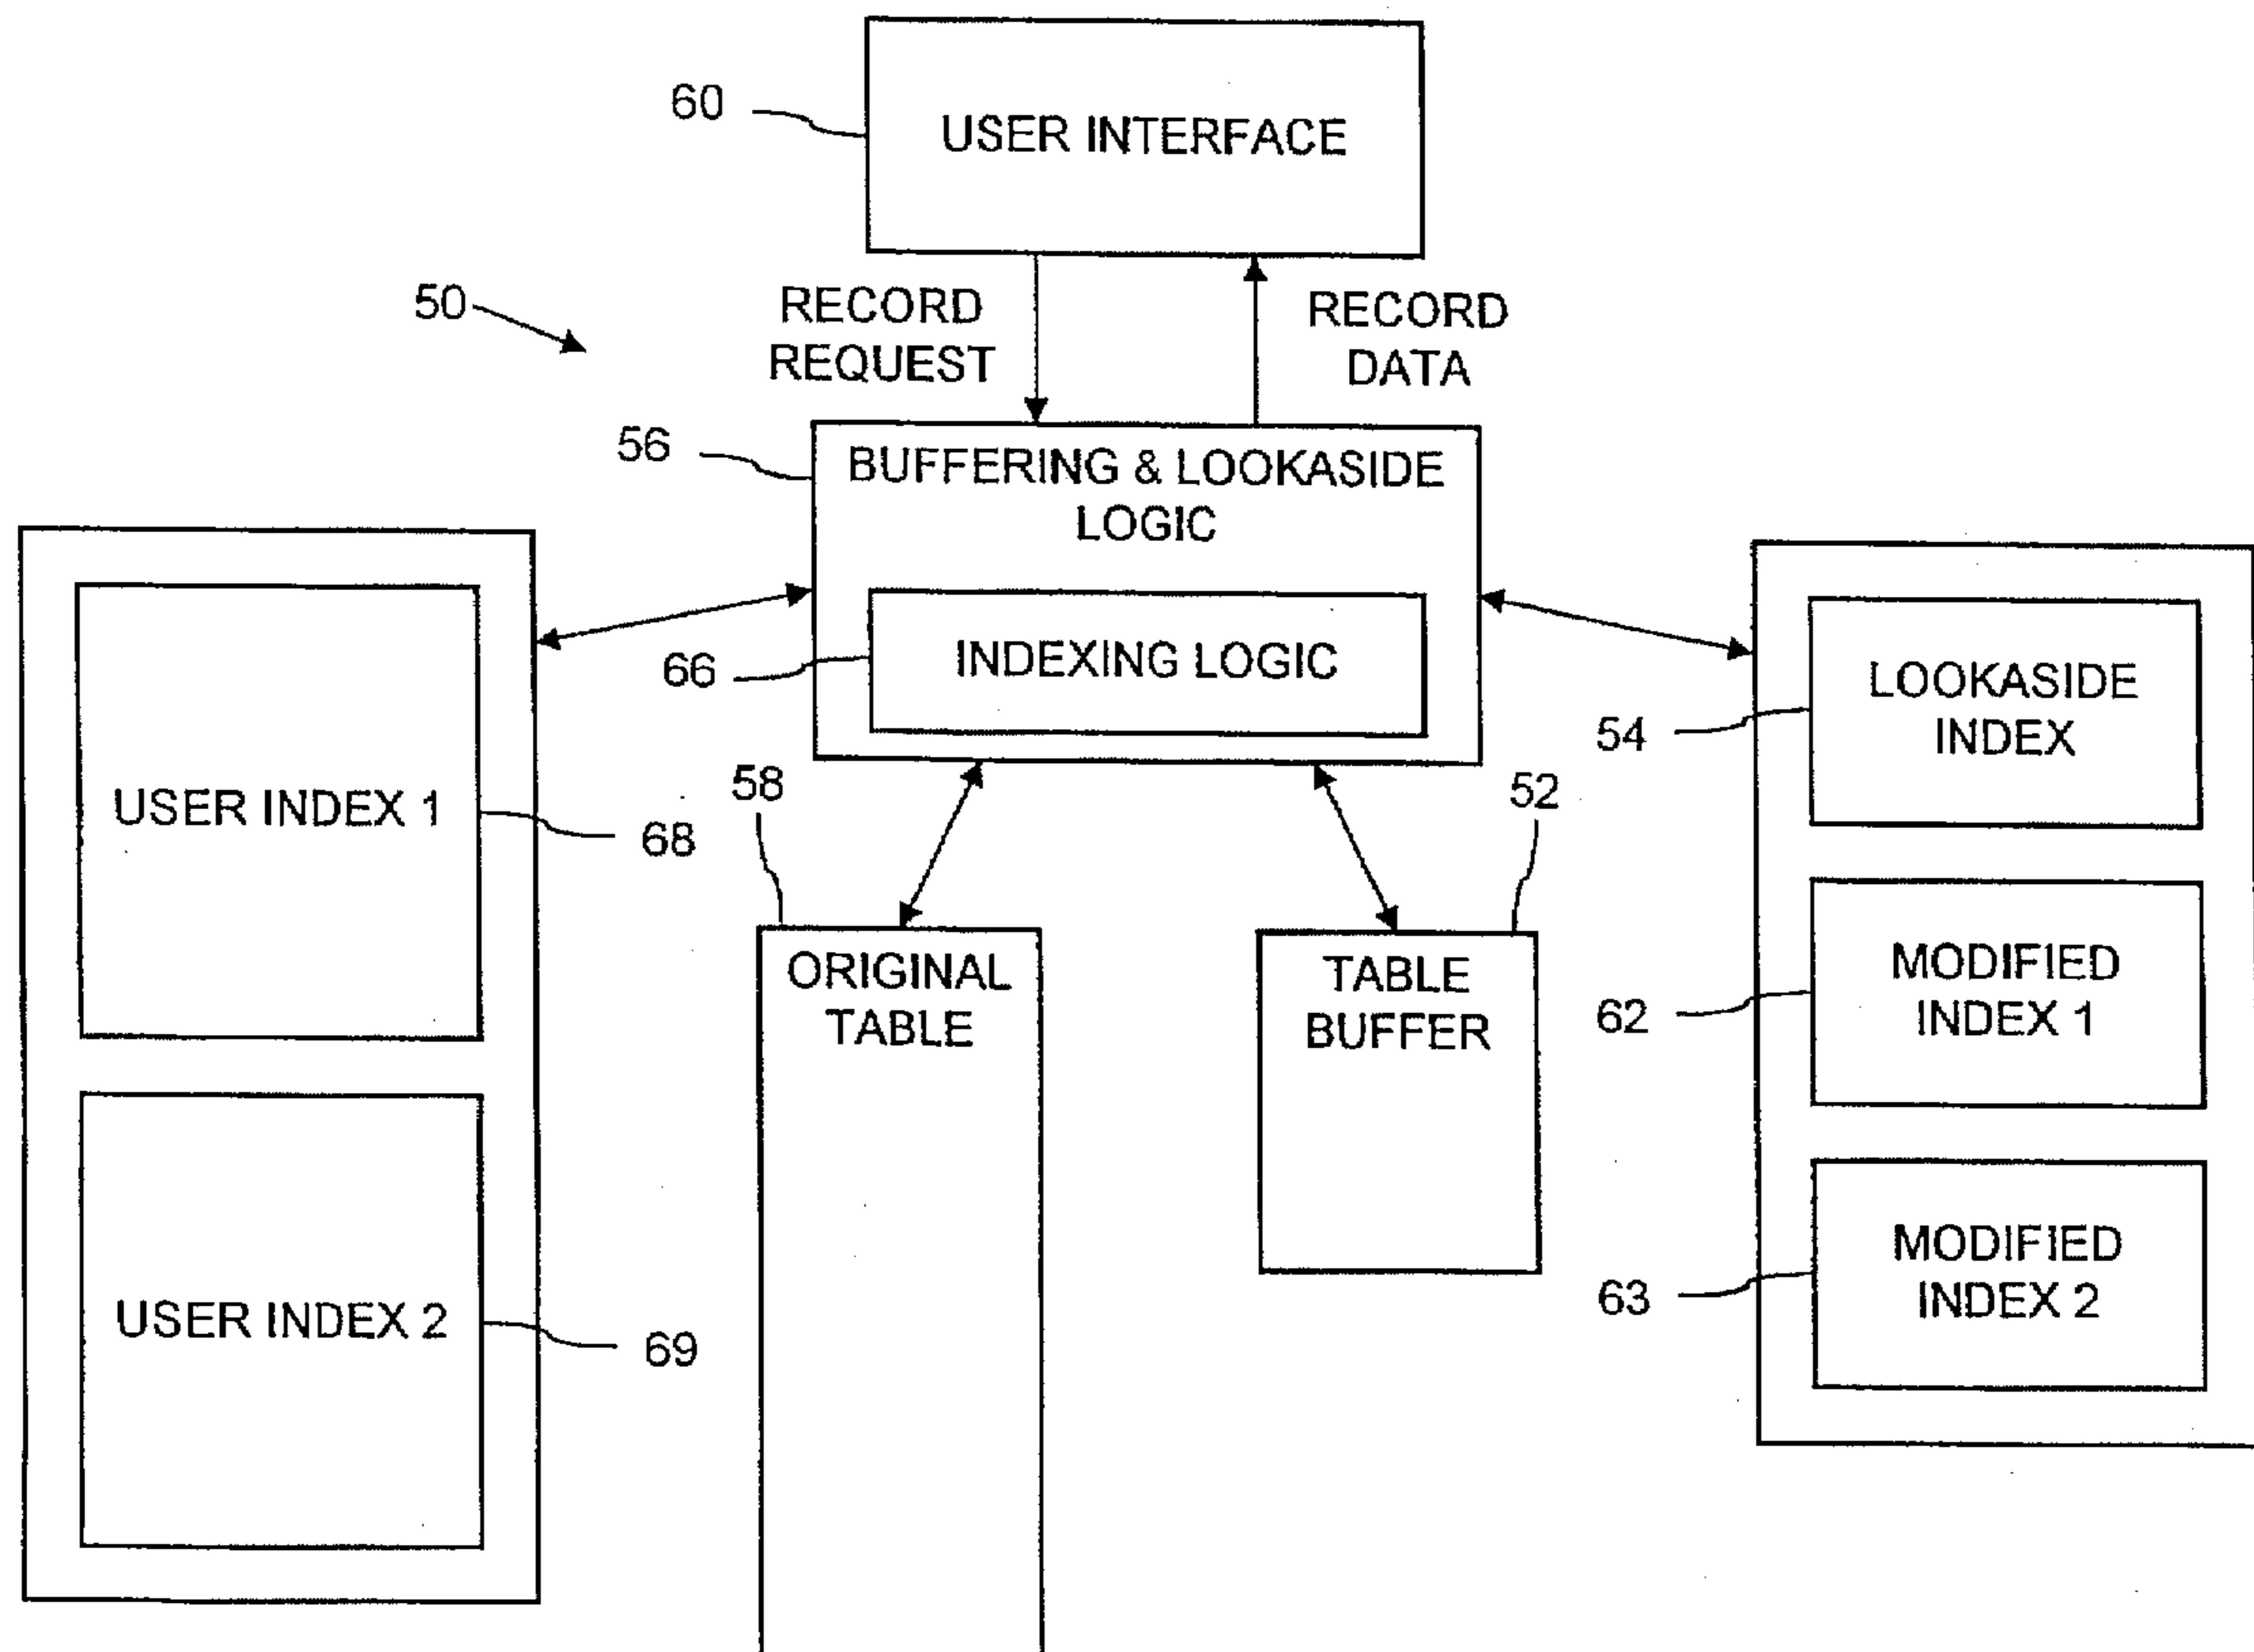 60
USER INTERFACE
50
RECORD
REQUEST
RECORD
DATA
56
BUFFERING & LOOKASIDE
LOGIC
66
INDEXING LOGIC
USER INDEX 1
68
USER INDEX 2
69
58
ORIGINAL
TABLE
52
TABLE
BUFFER
54
LOOKASIDE
INDEX
62
MODIFIED
INDEX 1
63
MODIFIED
INDEX 2